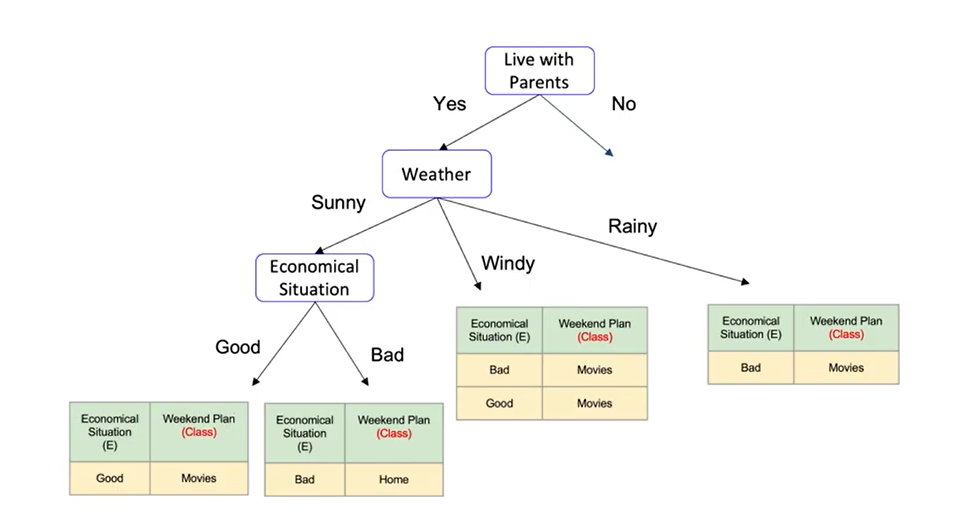 Live with
Parents
Yes
No
Weather
Sunny
Rainy
Windy
Economical
Situation
Good
Bad
Economical
Situation (E)
Weekend Plan
(Class)
Bad
Movies
Good
Movies
Economical
Situation (E)
Weekend Plan
(Class)
Bad
Movies
Economical
Situation
(E)
Weekend Plan
(Class)
Good
Movies
Economical
Situation
(E)
Weekend Plan
(Class)
Bad
Home